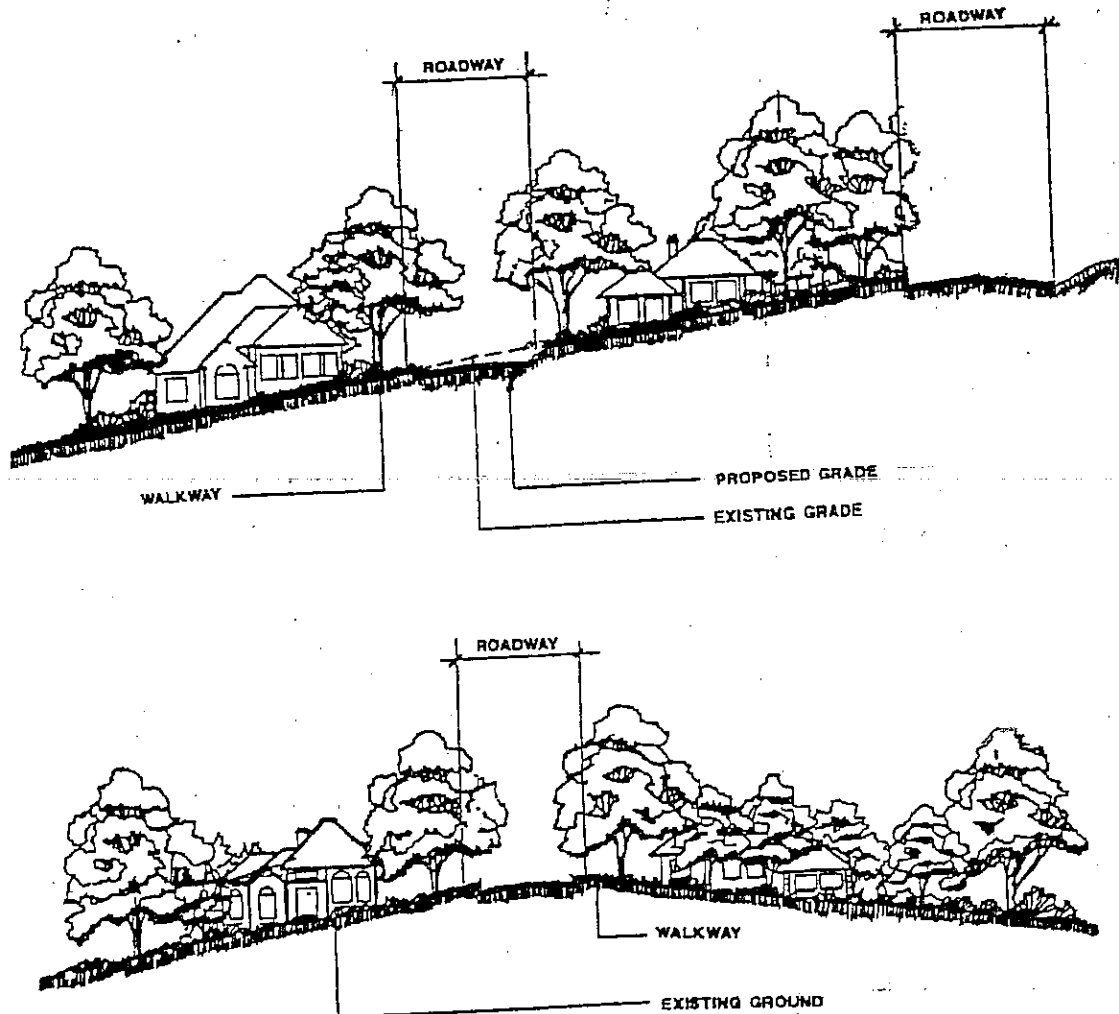 ROADWAY
ROADWAY
PROPOSED GRADE
WALKWAY
EXISTING GRADE
ROADWAY
WALKWAY
EXISTING GROUND